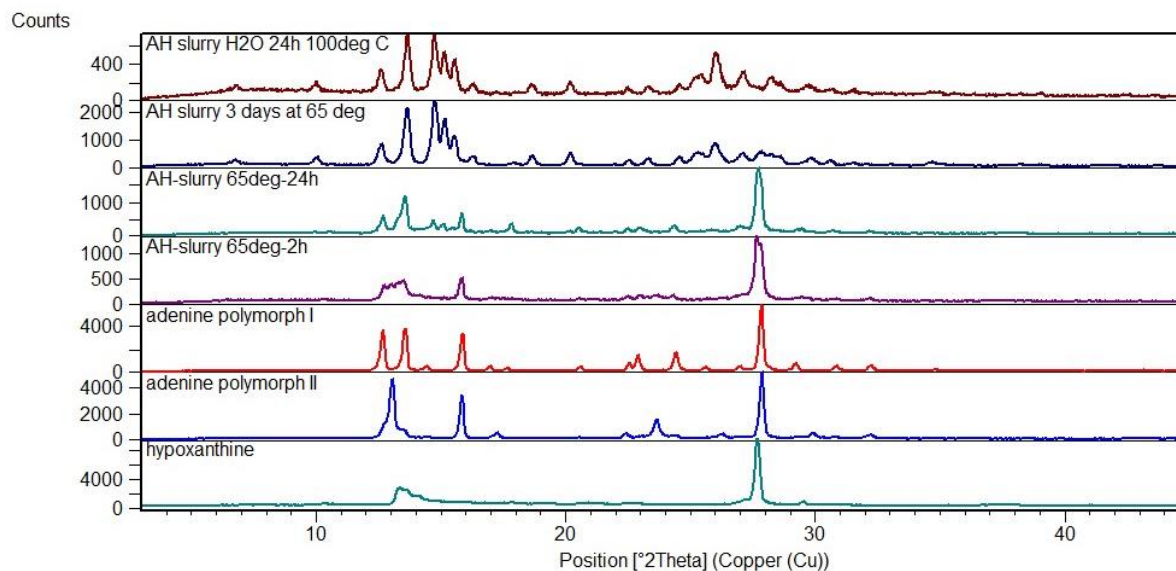 Counts
AH slurry H2O 24h 100deg C
400
0
AH slurry 3 days at 65 deg
2000
1000
0
AH-slurry 65deg-24h
1000
0
AH-slurry 65deg-2h
1000
500
0
adenine polymorph I
4000
0
adenine polymorph II
4000
2000
0
hypoxanthine
4000
0
10 20 30 40
Position [°2Theta] (Copper (Cu))